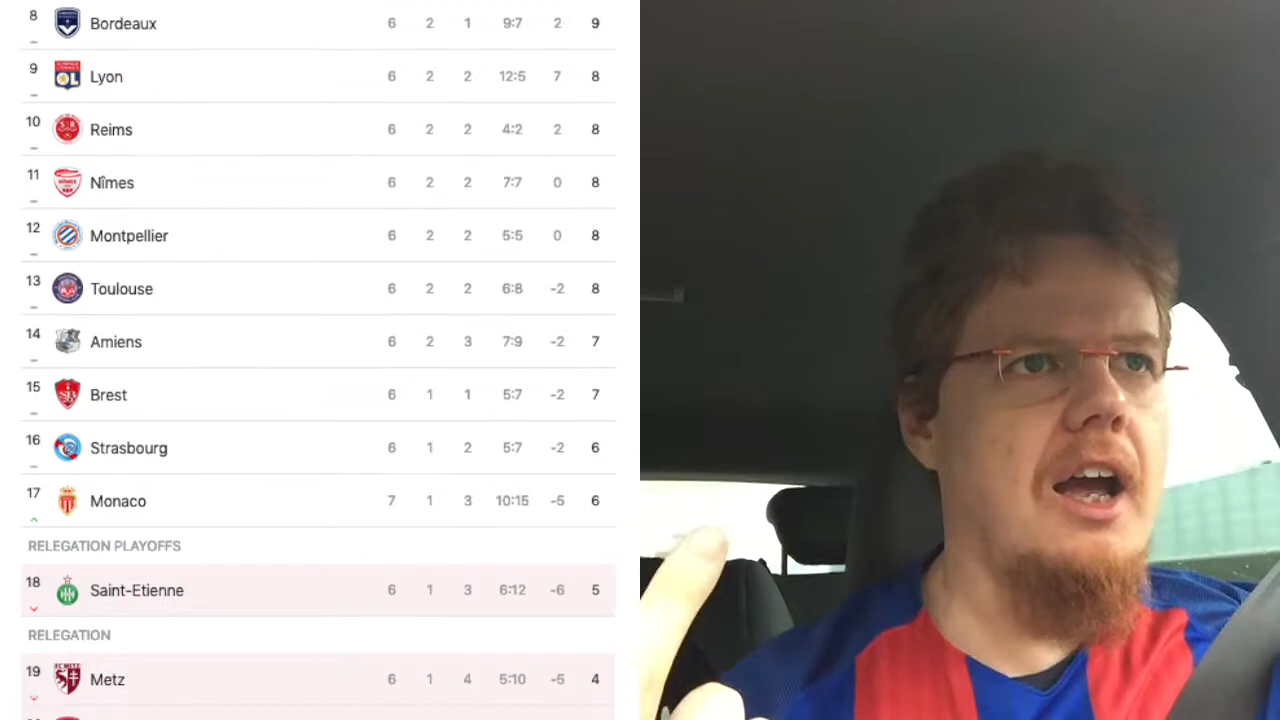 8 Bordeaux 6 2 1 9:7 2 9
9 Lyon 6 2 2 12:5 7 8
10 Reims 6 2 2 4:2 2 8
11 Nîmes 6 2 2 7:7 0 8
12 Montpellier 6 2 2 5:5 0 8
13 Toulouse 6 2 2 6:8 -2 8
14 Amiens 6 2 3 7:9 -2 7
15 Brest 6 1 1 5:7 -2 7
16 Strasbourg 6 1 2 5:7 -2 6
17 Monaco 7 1 3 10:15 -5 6
RELEGATION PLAYOFFS
18 Saint-Etienne 6 1 3 6:12 -6 5
RELEGATION
19 Metz 6 1 4 5:10 -5 4